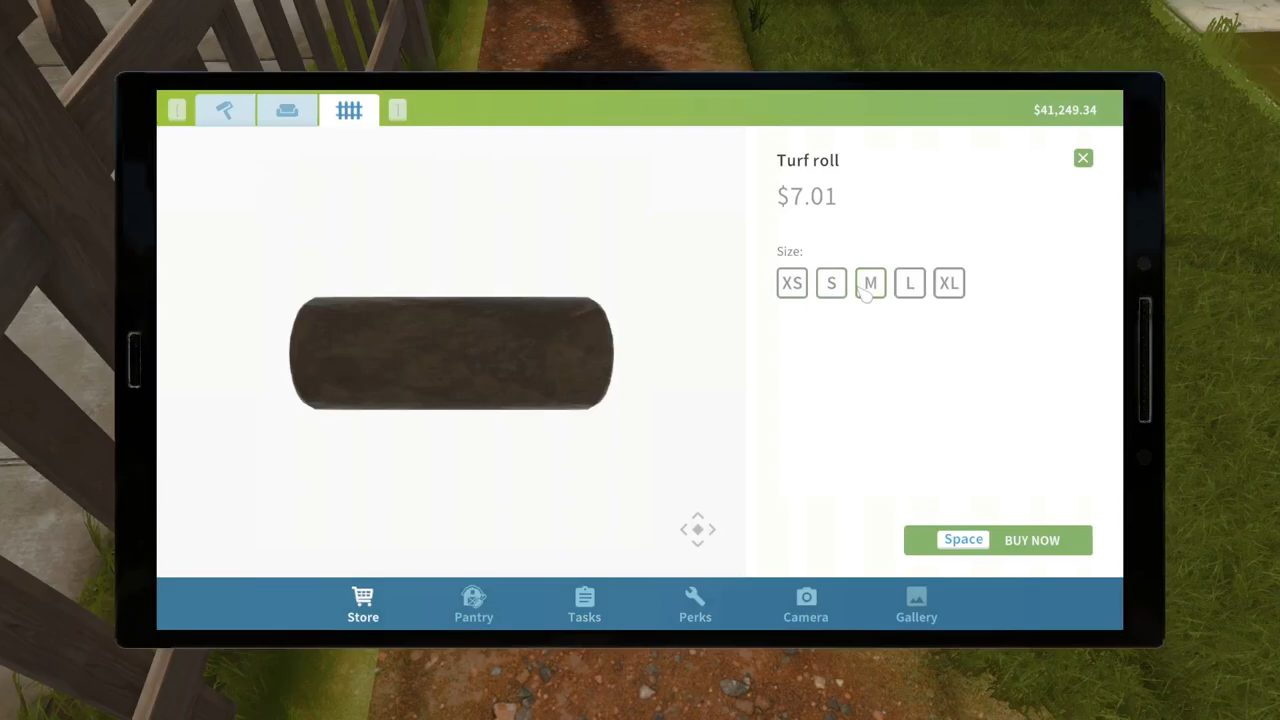 $41,249.34
Turf roll
$7.01
Size:
XS S M L XL
Space BUY NOW
Store Pantry Tasks Perks Camera Gallery